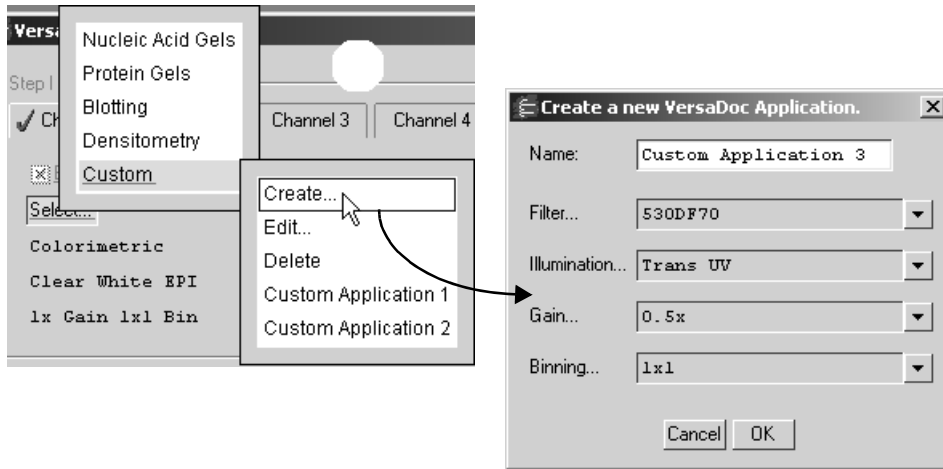 Versa
Nucleic Acid Gels
Protein Gels
Blotting
Densitometry
Custom
Step I
Ch
Channel 3
Channel 4
Select...
Colorimetric
Clear White EPI
1x Gain 1x1 Bin
Create...
Edit...
Delete
Custom Application 1
Custom Application 2
Create a new VersaDoc Application.
Name:
Custom Application 3
Filter...
530DF70
Illumination...
Trans UV
Gain...
0.5x
Binning...
1x1
Cancel
OK